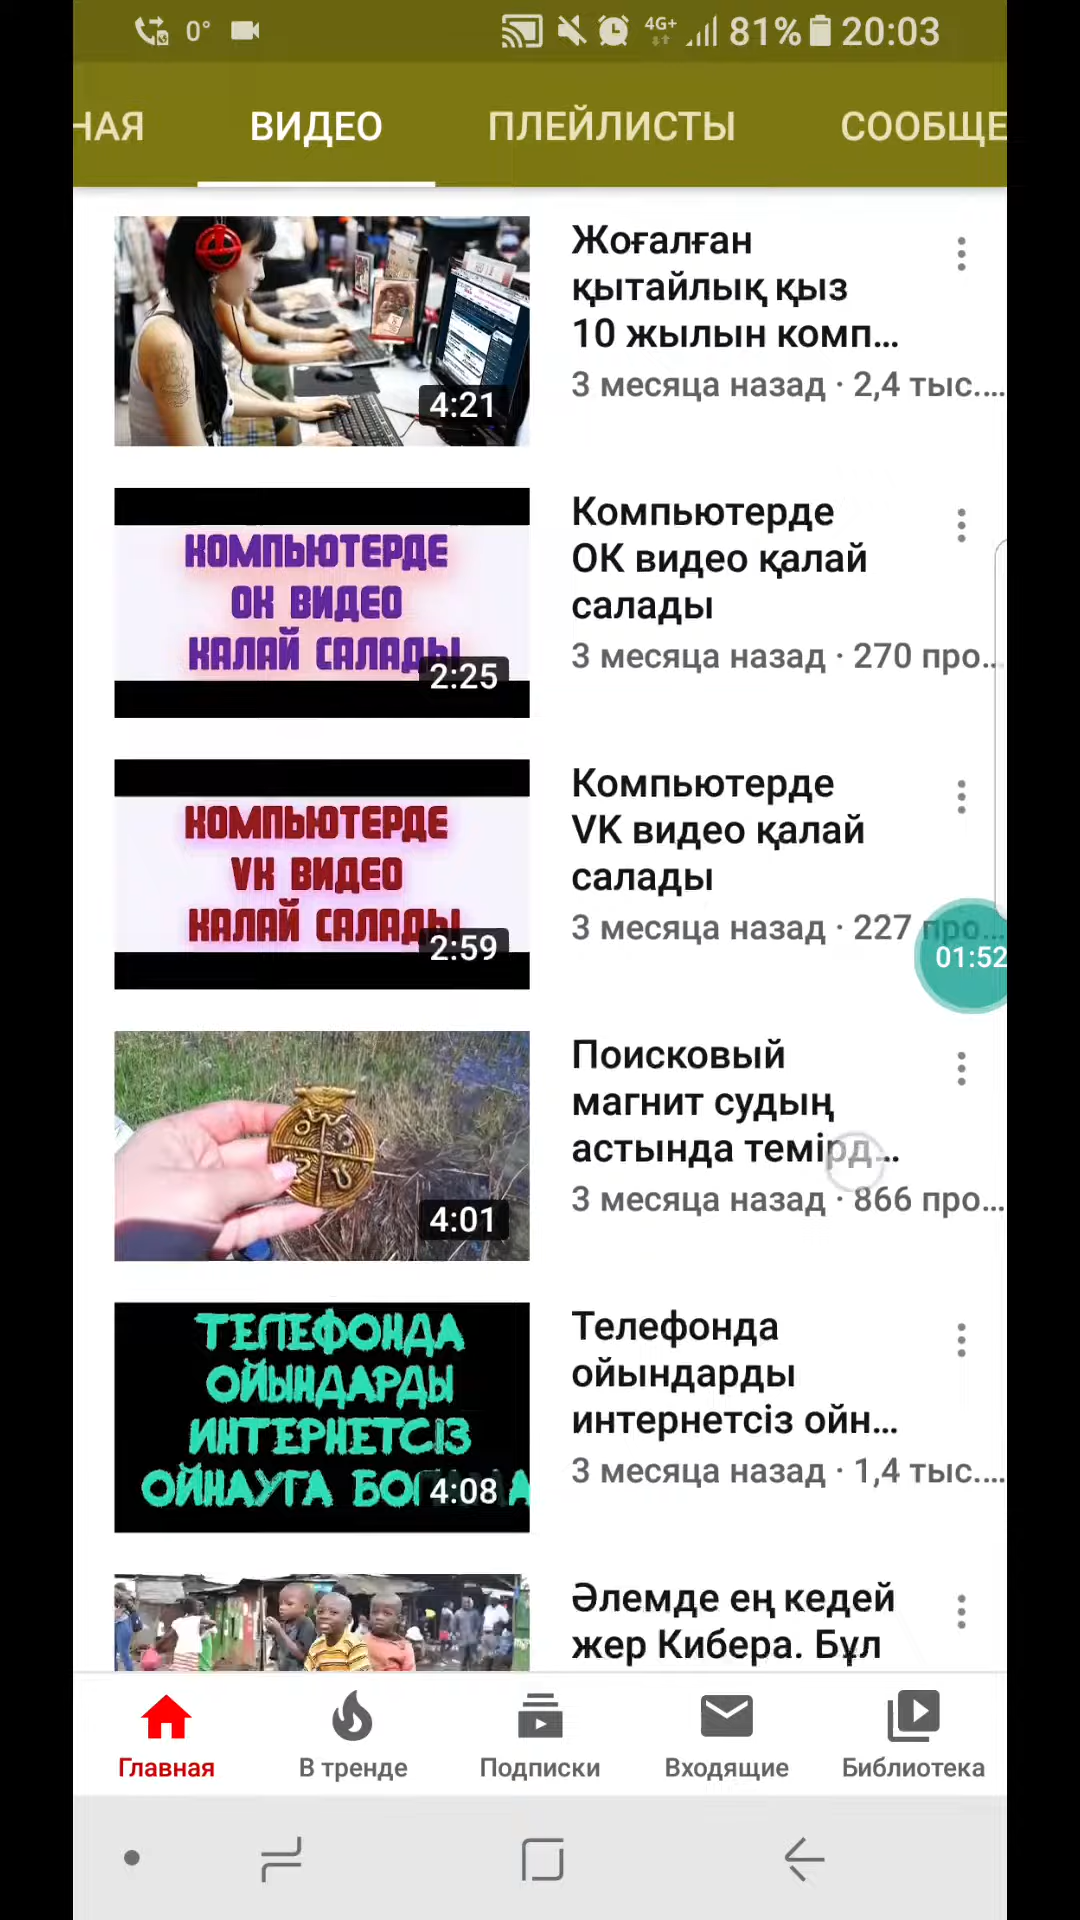 0° 4G+ 81% 20:03
НАЯ ВИДЕО ПЛЕЙЛИСТЫ СООБЩЕ
Жоғалған
қытайлық қыз
10 жылын комп...
3 месяца назад · 2,4 тыс....
4:21
КОМПЬЮТЕРДЕ
ОК ВИДЕО
КАЛАЙ САЛАДЫ
2:25
Компьютерде
ОК видео қалай
салады
3 месяца назад · 270 про...
КОМПЬЮТЕРДЕ
VK ВИДЕО
КАЛАЙ САЛАДЫ
2:59
Компьютерде
VK видео қалай
салады
3 месяца назад · 227 про...
01:52
4:01
Поисковый
магнит судың
астында темірд...
3 месяца назад · 866 про...
ТЕЛЕФОНДА
ОЙЫНДАРДЫ
ИНТЕРНЕТСІЗ
ОЙНАУГА
4:08
Телефонда
ойындарды
интернетсіз ойн...
3 месяца назад · 1,4 тыс....
Әлемде ең кедей
жер Кибера. Бұл
Главная В тренде Подписки Входящие Библиотека